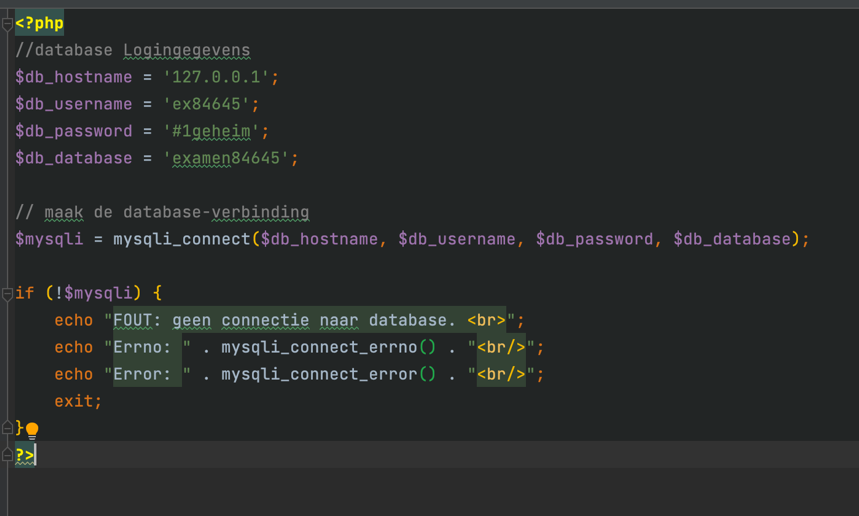 <?php
//database Logingegevens
$db_hostname = '127.0.0.1';
$db_username = 'ex84645';
$db_password = '#1geheim';
$db_database = 'examen84645';
// maak de database-verbinding
$mysqli = mysqli_connect($db_hostname, $db_username, $db_password, $db_database);
if (!$mysqli) {
    echo "FOUT: geen connectie naar database. <br>";
    echo "Errno: " . mysqli_connect_errno() . "<br/>";
    echo "Error: " . mysqli_connect_error() . "<br/>";
    exit;
}
?>